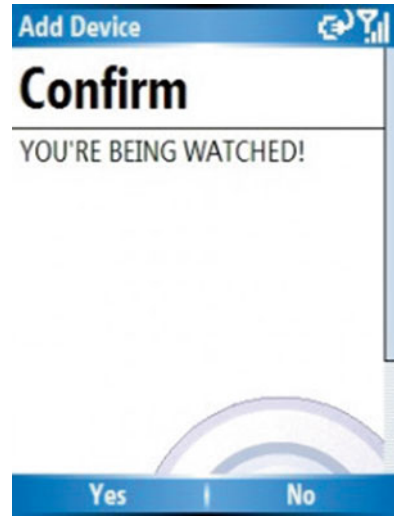 Add Device
Confirm
YOU'RE BEING WATCHED!
Yes
No